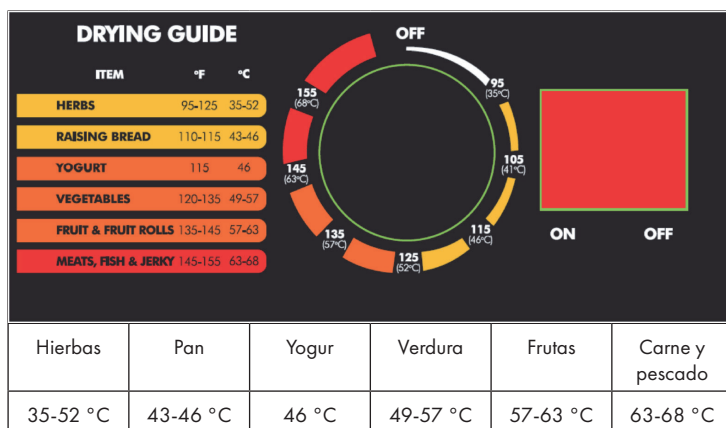 DRYING GUIDE
ITEM °F °C
HERBS 95-125 35-52
RAISING BREAD 110-115 43-46
YOGURT 115 46
VEGETABLES 120-135 49-57
FRUIT & FRUIT ROLLS 135-145 57-63
MEATS, FISH & JERKY 145-155 63-68
OFF
95
(35°C)
105
(41°C)
115
(46°C)
125
(52°C)
135
(57°C)
145
(63°C)
155
(68°C)
ON OFF
Hierbas Pan Yogur Verdura Frutas Carne y
pescado
35-52 °C 43-46 °C 46 °C 49-57 °C 57-63 °C 63-68 °C